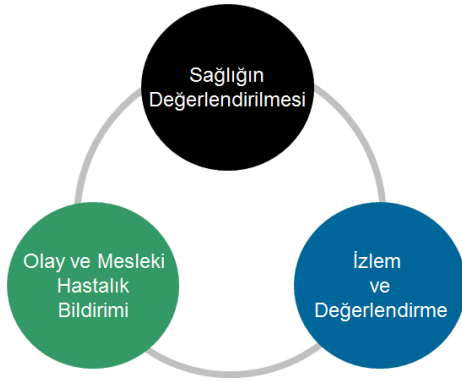 Sağlığın
Değerlendirilmesi
Olay ve Mesleki
Hastalık
Bildirimi
İzlem
ve
Değerlendirme